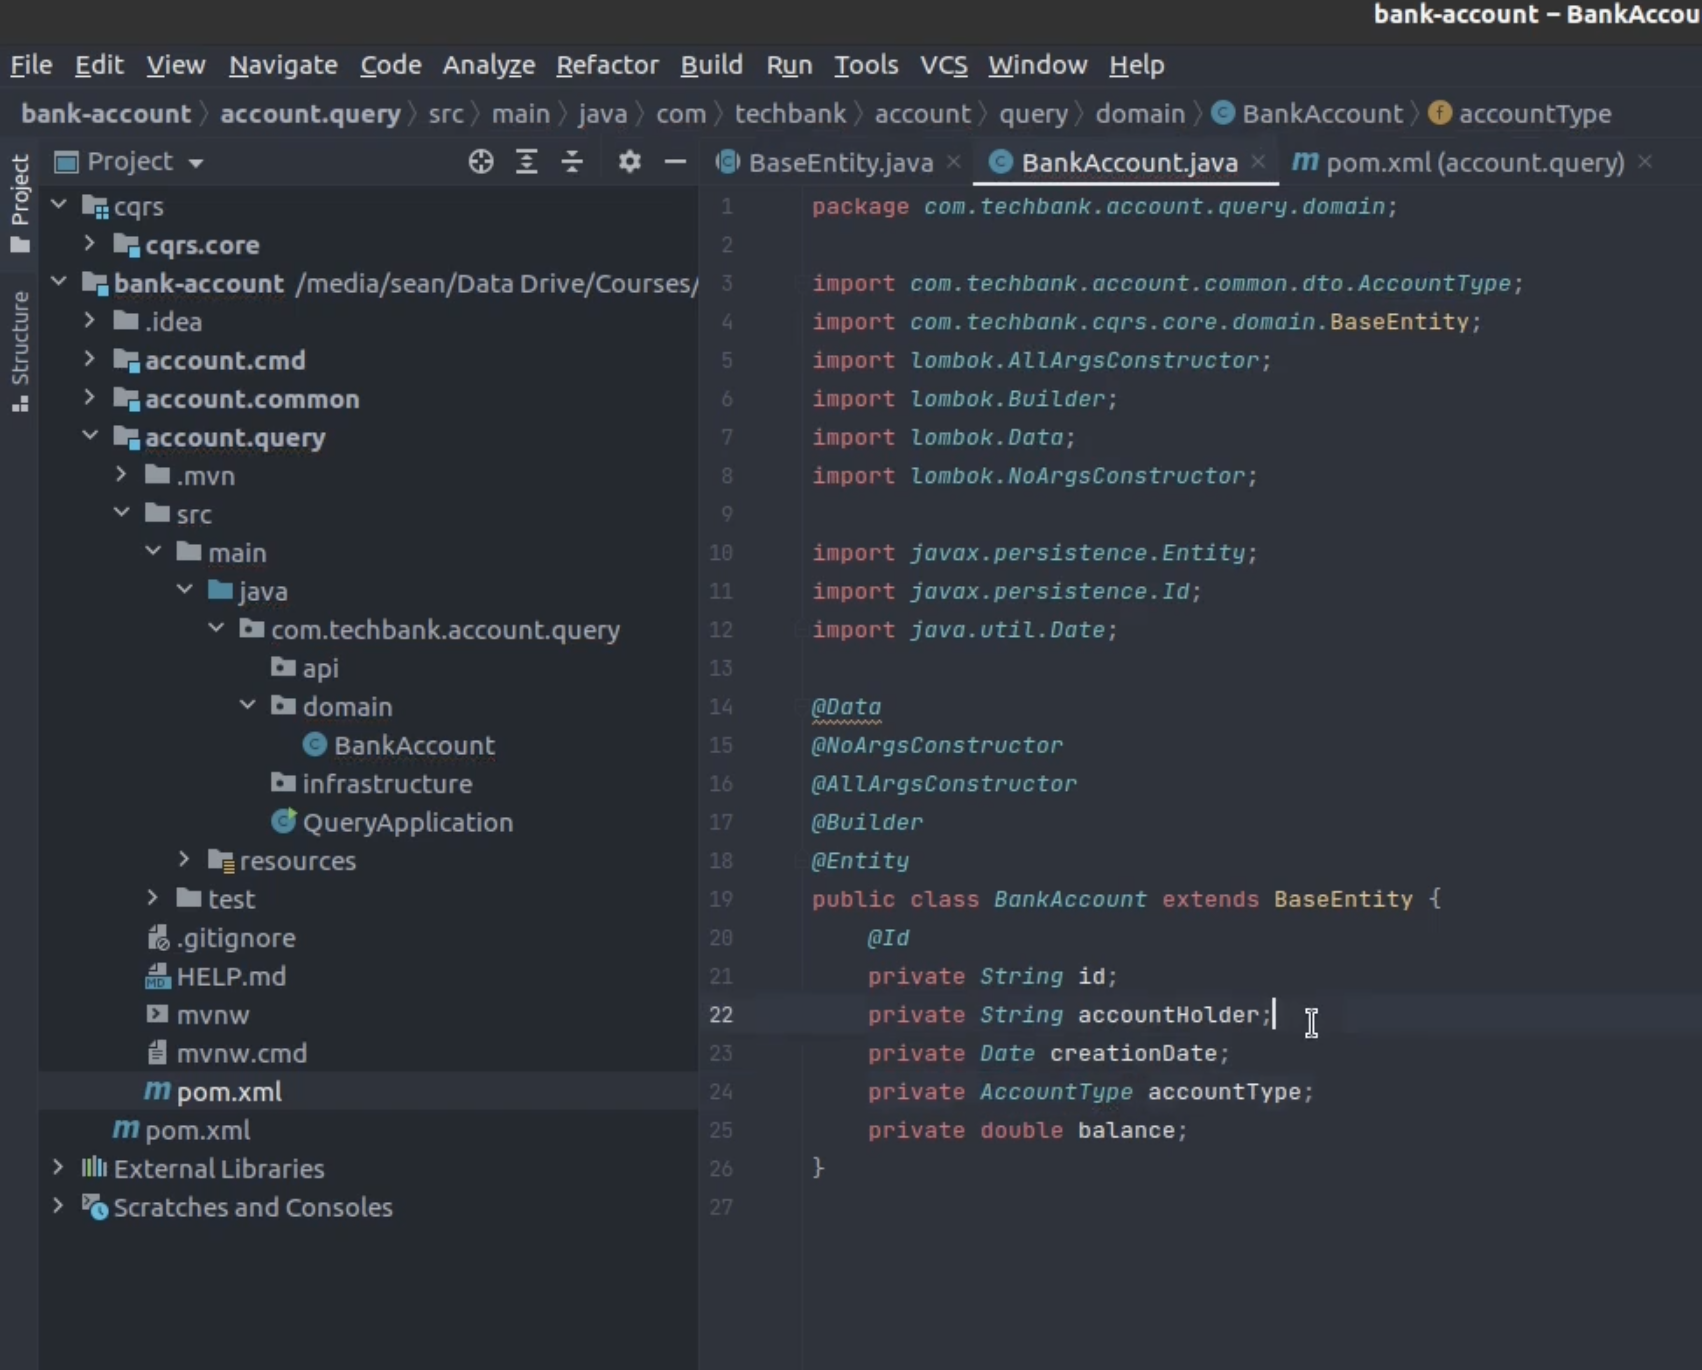 bank-account – BankAccou
File Edit View Navigate Code Analyze Refactor Build Run Tools VCS Window Help
bank-account 〉 account.query 〉 src 〉 main 〉 java 〉 com 〉 techbank 〉 account 〉 query 〉 domain 〉 BankAccount 〉 accountType
Project
Structure
Project
cqrs
cqrs.core
bank-account /media/sean/Data Drive/Courses/
.idea
account.cmd
account.common
account.query
.mvn
src
main
java
com.techbank.account.query
api
domain
BankAccount
infrastructure
QueryApplication
resources
test
.gitignore
HELP.md
mvnw
mvnw.cmd
pom.xml
pom.xml
External Libraries
Scratches and Consoles
BaseEntity.java BankAccount.java pom.xml (account.query)
1 package com.techbank.account.query.domain;
2
3 import com.techbank.account.common.dto.AccountType;
4 import com.techbank.cqrs.core.domain.BaseEntity;
5 import lombok.AllArgsConstructor;
6 import lombok.Builder;
7 import lombok.Data;
8 import lombok.NoArgsConstructor;
9
10 import javax.persistence.Entity;
11 import javax.persistence.Id;
12 import java.util.Date;
13
14 @Data
15 @NoArgsConstructor
16 @AllArgsConstructor
17 @Builder
18 @Entity
19 public class BankAccount extends BaseEntity {
20 @Id
21 private String id;
22 private String accountHolder;
23 private Date creationDate;
24 private AccountType accountType;
25 private double balance;
26 }
27